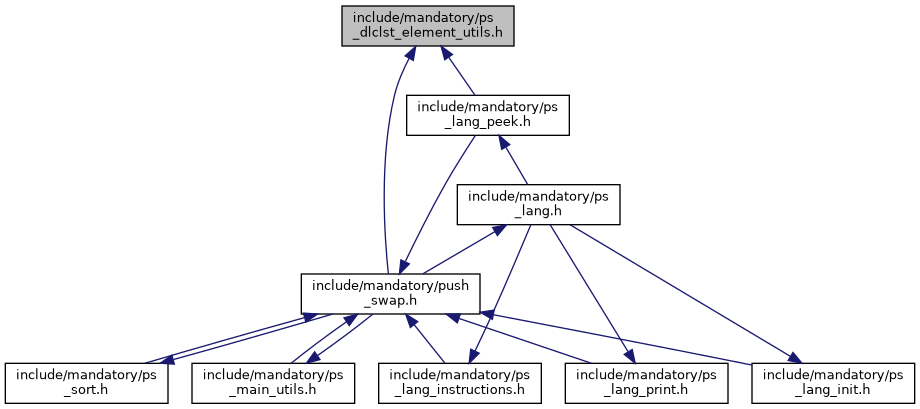 include/mandatory/ps
_dlclst_element_utils.h
include/mandatory/ps
_lang_peek.h
include/mandatory/ps
_lang.h
include/mandatory/push
_swap.h
include/mandatory/ps
_sort.h
include/mandatory/ps
_main_utils.h
include/mandatory/ps
_lang_instructions.h
include/mandatory/ps
_lang_print.h
include/mandatory/ps
_lang_init.h